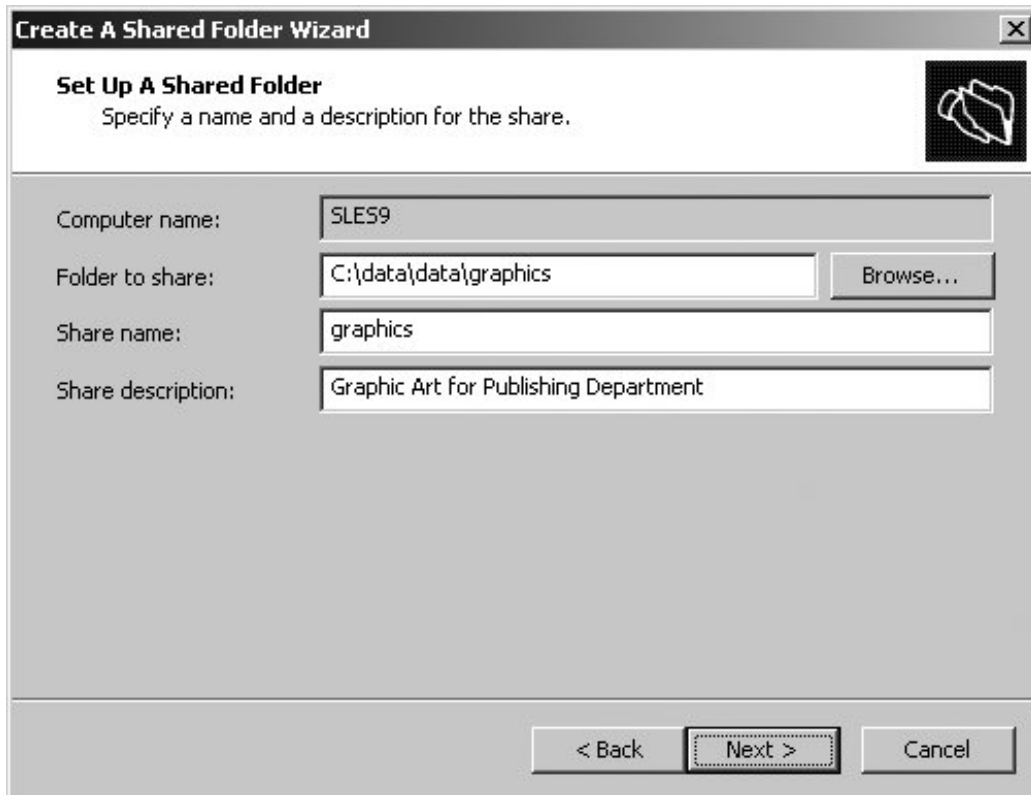 Create A Shared Folder Wizard
Set Up A Shared Folder
Specify a name and a description for the share.
Computer name: SLES9
Folder to share: C:\data\data\graphics Browse...
Share name: graphics
Share description: Graphic Art for Publishing Department
< Back Next > Cancel